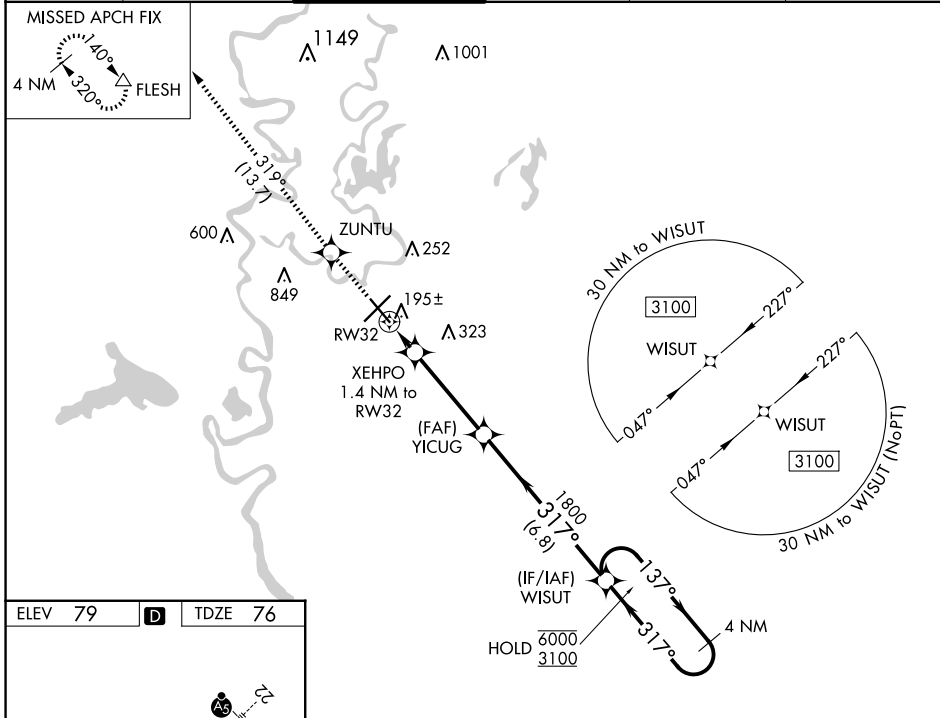 MISSED APCH FIX
140°
4 NM
320°
FLESH
1149
1001
319°
(13.7)
ZUNTU
600
252
849
195±
RW32
323
XEHPO
1.4 NM to
RW32
(FAF)
YICUG
1800
317°
(6.8)
(IF/IAF)
WISUT
137°
317°
4 NM
HOLD 6000
3100
30 NM to WISUT
3100
227°
WISUT
047°
227°
WISUT
047°
3100
30 NM to WISUT (NoPT)
ELEV 79 D TDZE 76
A5
22